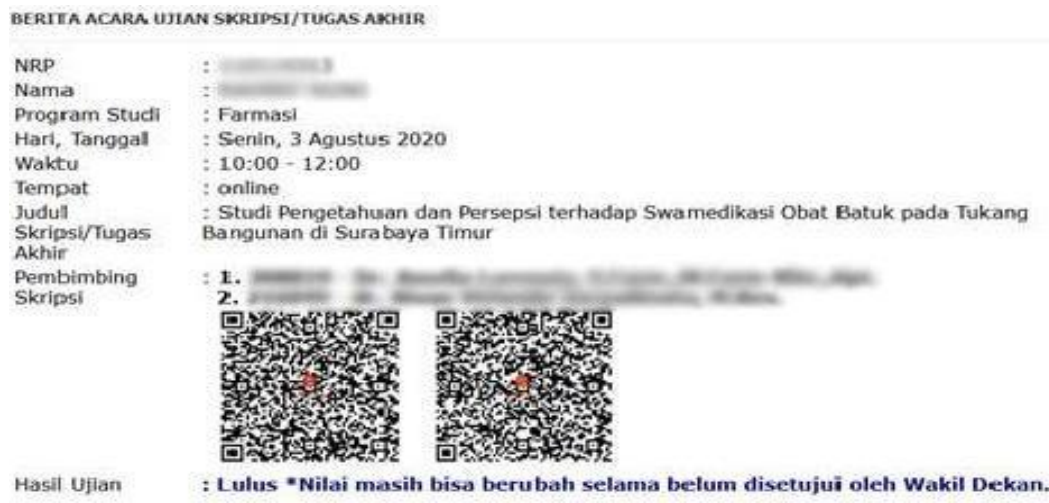 BERITA ACARA UJIAN SKRIPSI/TUGAS AKHIR
NRP :
Nama :
Program Studi : Farmasi
Hari, Tanggal : Senin, 3 Agustus 2020
Waktu : 10:00 - 12:00
Tempat : online
Judul : Studi Pengetahuan dan Persepsi terhadap Swamedikasi Obat Batuk pada Tukang
Skripsi/Tugas Bangunan di Surabaya Timur
Akhir
Pembimbing : 1.
Skripsi 2.
Hasil Ujian : Lulus *Nilai masih bisa berubah selama belum disetujui oleh Wakil Dekan.